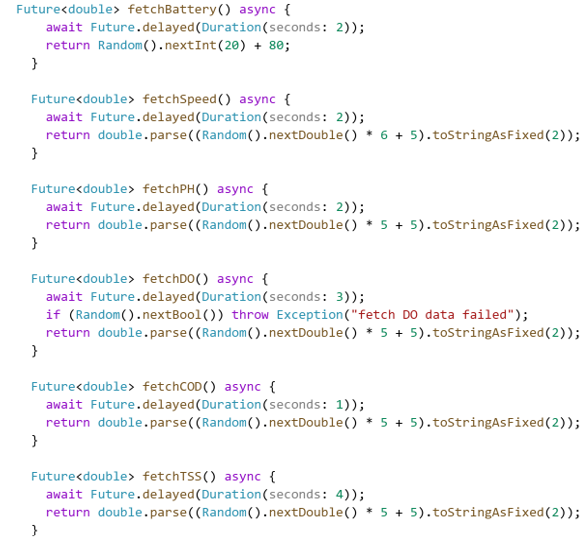 Future<double> fetchBattery() async {
await Future.delayed(Duration(seconds: 2));
return Random().nextInt(20) + 80;
}
Future<double> fetchSpeed() async {
await Future.delayed(Duration(seconds: 2));
return double.parse((Random().nextDouble() * 6 + 5).toStringAsFixed(2));
}
Future<double> fetchPH() async {
await Future.delayed(Duration(seconds: 2));
return double.parse((Random().nextDouble() * 5 + 5).toStringAsFixed(2));
}
Future<double> fetchDO() async {
await Future.delayed(Duration(seconds: 3));
if (Random().nextBool()) throw Exception("fetch DO data failed");
return double.parse((Random().nextDouble() * 5 + 5).toStringAsFixed(2));
}
Future<double> fetchCOD() async {
await Future.delayed(Duration(seconds: 1));
return double.parse((Random().nextDouble() * 5 + 5).toStringAsFixed(2));
}
Future<double> fetchTSS() async {
await Future.delayed(Duration(seconds: 4));
return double.parse((Random().nextDouble() * 5 + 5).toStringAsFixed(2));
}